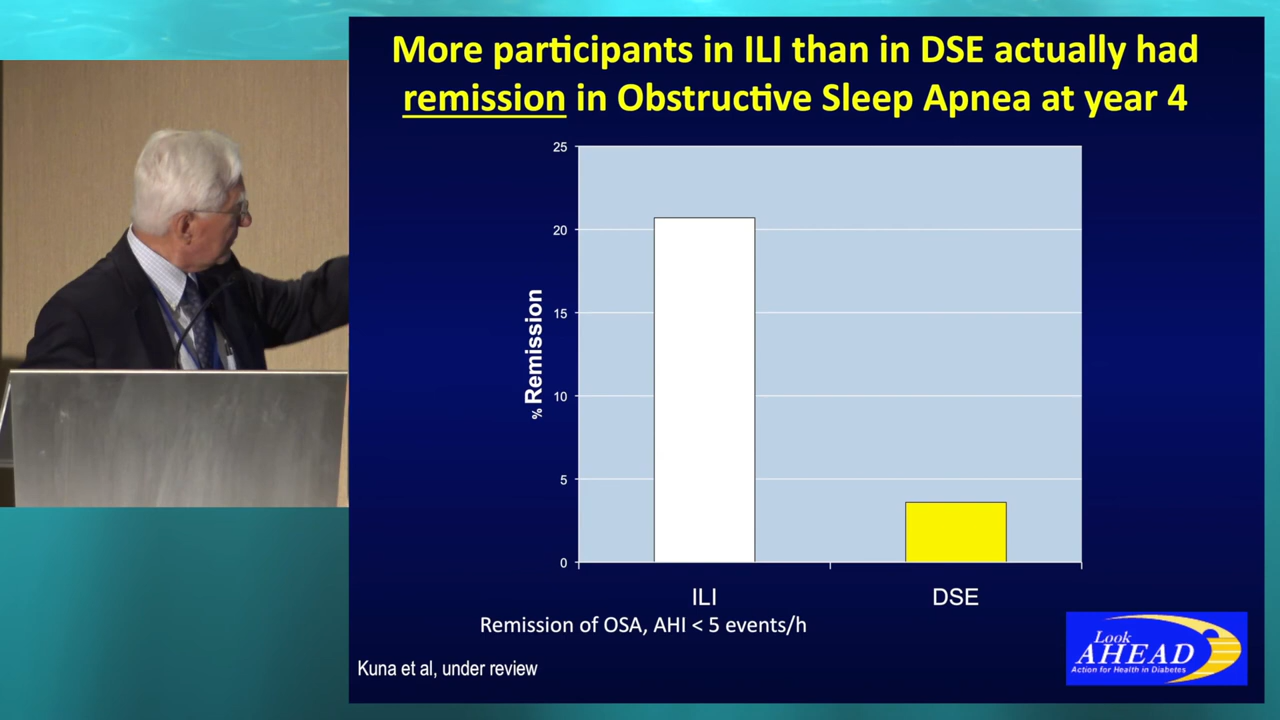 More participants in ILI than in DSE actually had
remission in Obstructive Sleep Apnea at year 4
25
20
15
10
5
0
% Remission
ILI
DSE
Remission of OSA, AHI < 5 events/h
Kuna et al, under review
Look
AHEAD
Action for Health in Diabetes